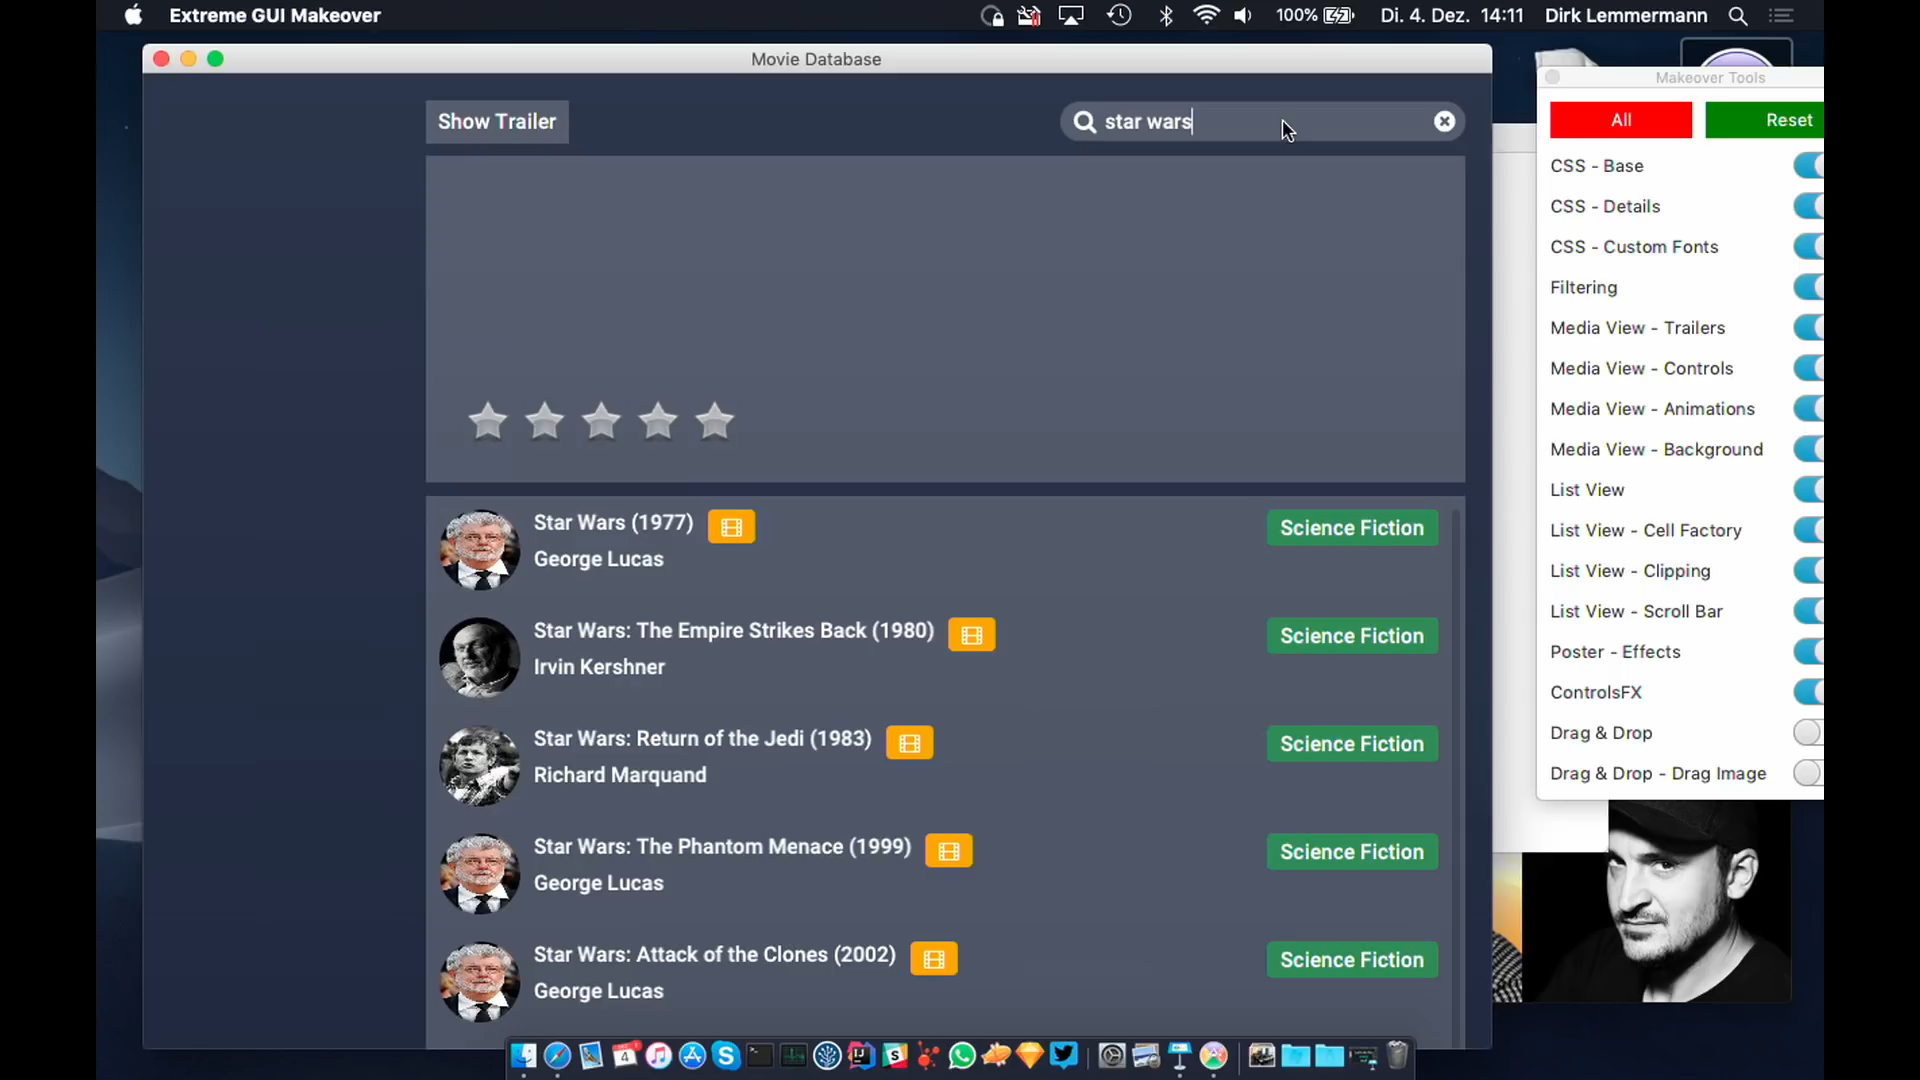 Extreme GUI Makeover
100%
Di. 4. Dez. 14:11
Dirk Lemmermann
Movie Database
Show Trailer
star wars
Star Wars (1977)
George Lucas
Science Fiction
Star Wars: The Empire Strikes Back (1980)
Irvin Kershner
Science Fiction
Star Wars: Return of the Jedi (1983)
Richard Marquand
Science Fiction
Star Wars: The Phantom Menace (1999)
George Lucas
Science Fiction
Star Wars: Attack of the Clones (2002)
George Lucas
Science Fiction
Makeover Tools
All
Reset
CSS - Base
CSS - Details
CSS - Custom Fonts
Filtering
Media View - Trailers
Media View - Controls
Media View - Animations
Media View - Background
List View
List View - Cell Factory
List View - Clipping
List View - Scroll Bar
Poster - Effects
ControlsFX
Drag & Drop
Drag & Drop - Drag Image
4